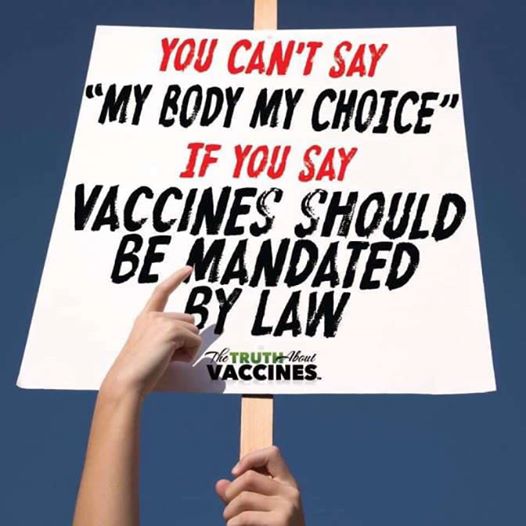 YOU CAN'T SAY
"MY BODY MY CHOICE"
IF YOU SAY
VACCINES SHOULD
BE MANDATED
BY LAW
The TRUTH About
VACCINES™